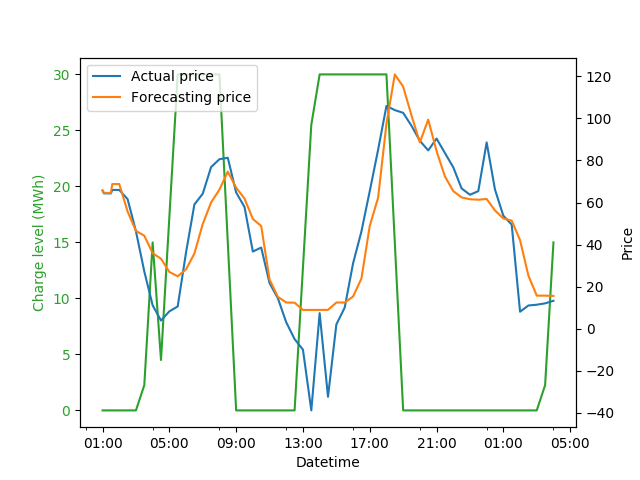 Actual price
Forecasting price
30
25
20
15
10
5
0
Charge level (MWh)
120
100
80
60
40
20
0
−20
−40
Price
01:00 05:00 09:00 13:00 17:00 21:00 01:00 05:00
Datetime